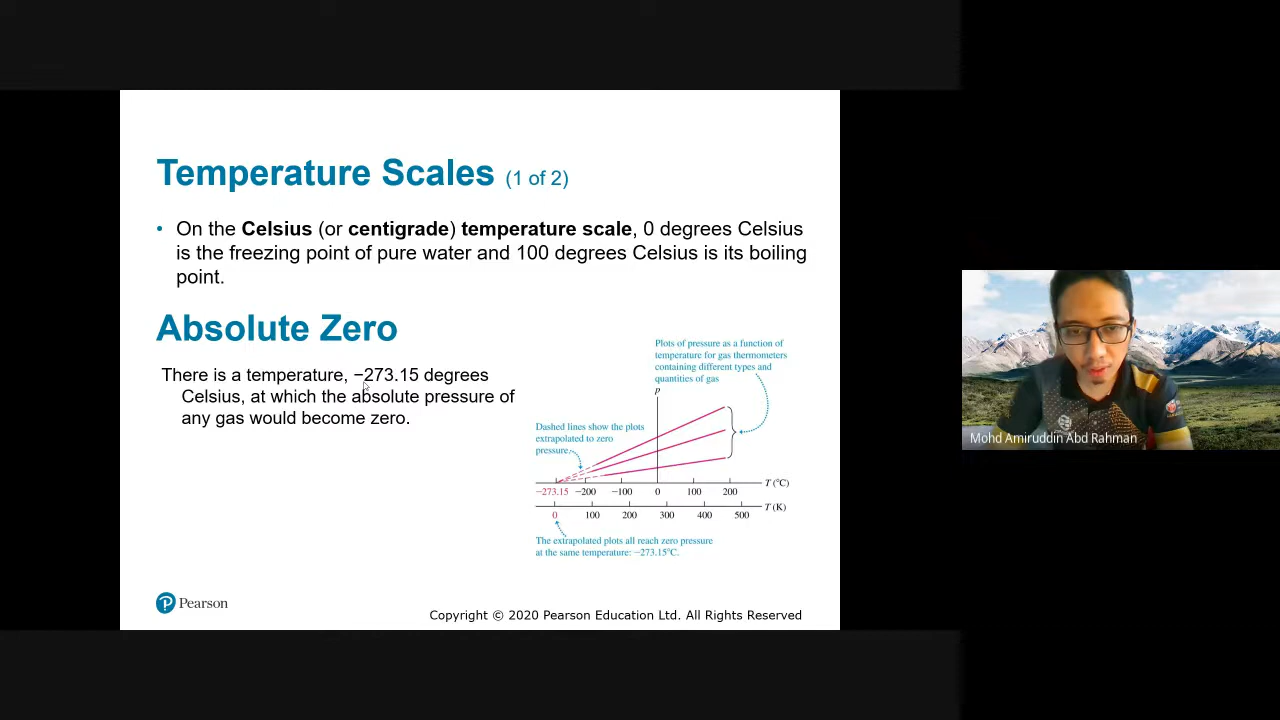 Temperature Scales (1 of 2)
• On the Celsius (or centigrade) temperature scale, 0 degrees Celsius
is the freezing point of pure water and 100 degrees Celsius is its boiling
point.
Absolute Zero
There is a temperature, −273.15 degrees
Celsius, at which the absolute pressure of
any gas would become zero.
Plots of pressure as a function of
temperature for gas thermometers
containing different types and
quantities of gas
p
Dashed lines show the plots
extrapolated to zero
pressure.
T (°C)
−273.15 −200 −100 0 100 200
T (K)
0 100 200 300 400 500
The extrapolated plots all reach zero pressure
at the same temperature: −273.15°C.
P Pearson
Copyright © 2020 Pearson Education Ltd. All Rights Reserved
Mohd Amiruddin Abd Rahman